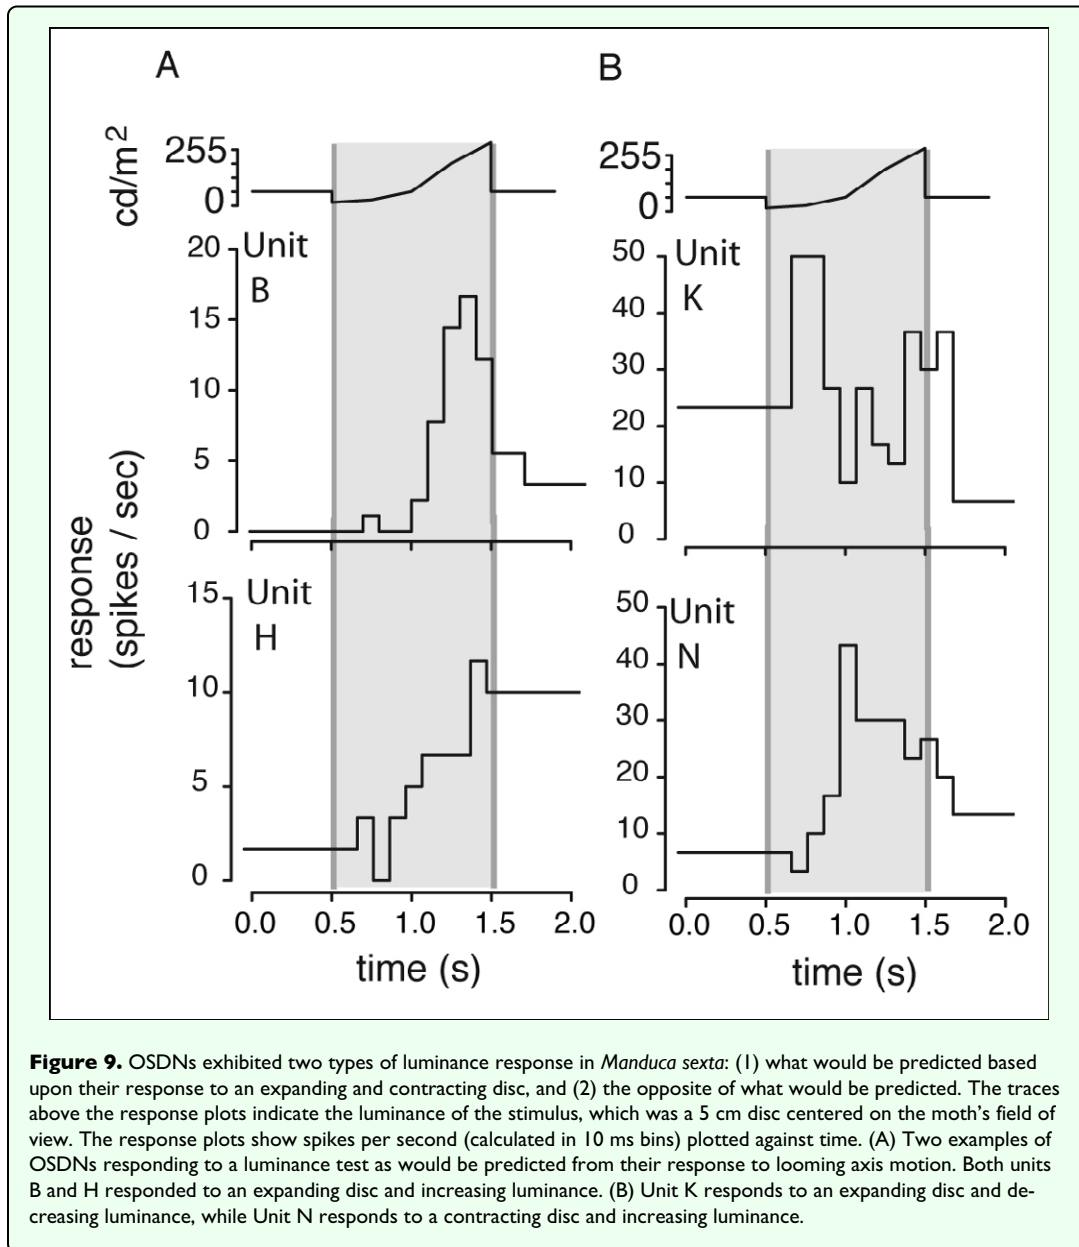 A
B
cd/m2
255
0
255
0
20
15
10
5
0
Unit
B
50
40
30
20
10
0
Unit
K
response
(spikes / sec)
15
10
5
0
Unit
H
50
40
30
20
10
0
Unit
N
0.0 0.5 1.0 1.5 2.0
time (s)
0.0 0.5 1.0 1.5 2.0
time (s)
Figure 9. OSDNs exhibited two types of luminance response in Manduca sexta: (1) what would be predicted based
upon their response to an expanding and contracting disc, and (2) the opposite of what would be predicted. The traces
above the response plots indicate the luminance of the stimulus, which was a 5 cm disc centered on the moth's field of
view. The response plots show spikes per second (calculated in 10 ms bins) plotted against time. (A) Two examples of
OSDNs responding to a luminance test as would be predicted from their response to looming axis motion. Both units
B and H responded to an expanding disc and increasing luminance. (B) Unit K responds to an expanding disc and de-
creasing luminance, while Unit N responds to a contracting disc and increasing luminance.